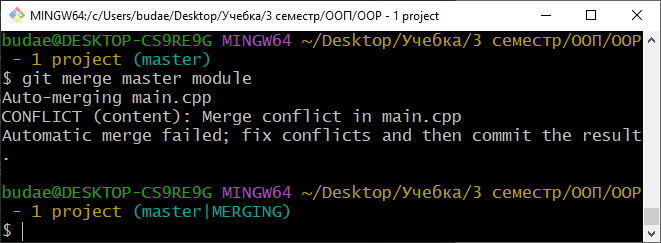 MINGW64:/c/Users/budae/Desktop/Учебка/3 семестр/ООП/OOP - 1 project
budae@DESKTOP-CS9RE9G MINGW64 ~/Desktop/Учебка/3 семестр/ООП/OOP
- 1 project (master)
$ git merge master module
Auto-merging main.cpp
CONFLICT (content): Merge conflict in main.cpp
Automatic merge failed; fix conflicts and then commit the result
.
budae@DESKTOP-CS9RE9G MINGW64 ~/Desktop/Учебка/3 семестр/ООП/OOP
- 1 project (master|MERGING)
$